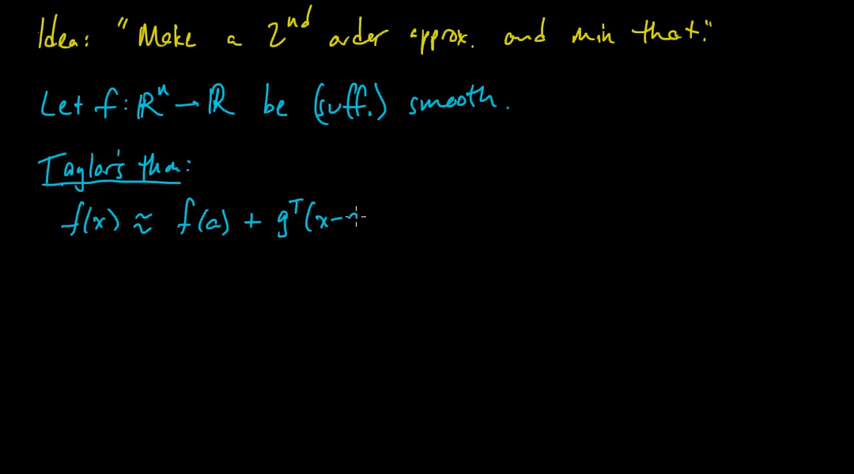 Idea: "Make a 2nd order approx. and min that."
Let f: ℝⁿ → ℝ be (suff.) smooth.
Taylor's thm:
f(x) ≈ f(a) + gᵀ(x-